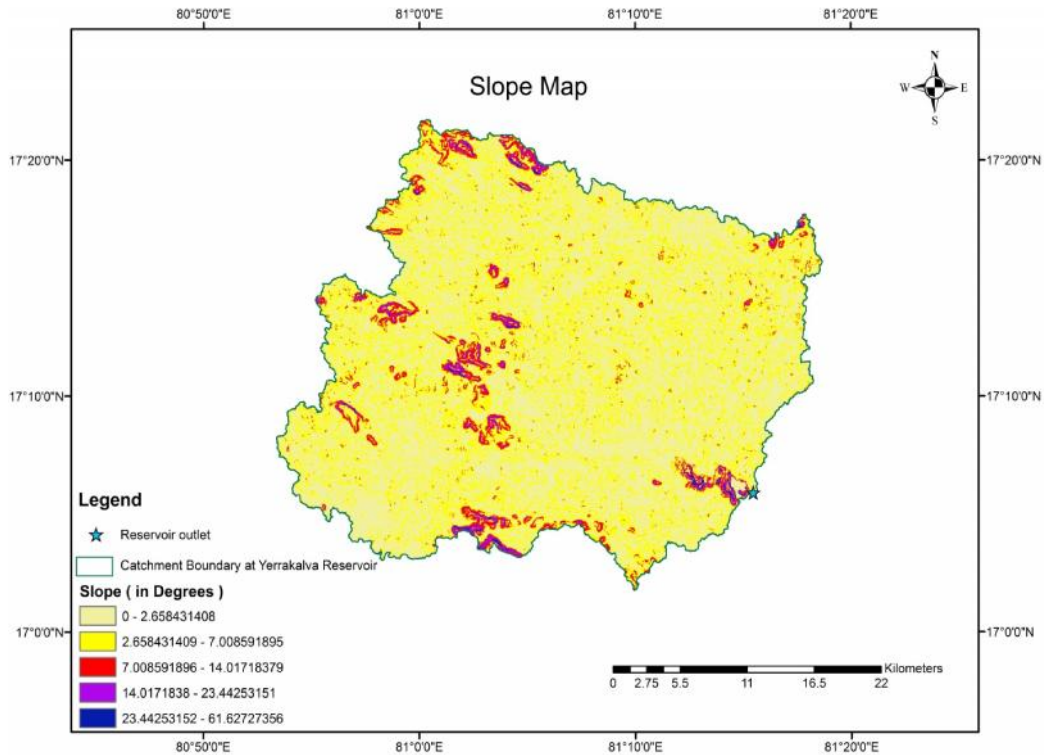 80°50'0"E 81°0'0"E 81°10'0"E 81°20'0"E
Slope Map
N
W E
S
17°20'0"N 17°20'0"N
17°10'0"N 17°10'0"N
17°0'0"N 17°0'0"N
Legend
Reservoir outlet
Catchment Boundary at Yerrakalva Reservoir
Slope ( in Degrees )
0 - 2.658431408
2.658431409 - 7.008591895
7.008591896 - 14.01718379
14.0171838 - 23.44253151
23.44253152 - 61.62727356
Kilometers
0 2.75 5.5 11 16.5 22
80°50'0"E 81°0'0"E 81°10'0"E 81°20'0"E